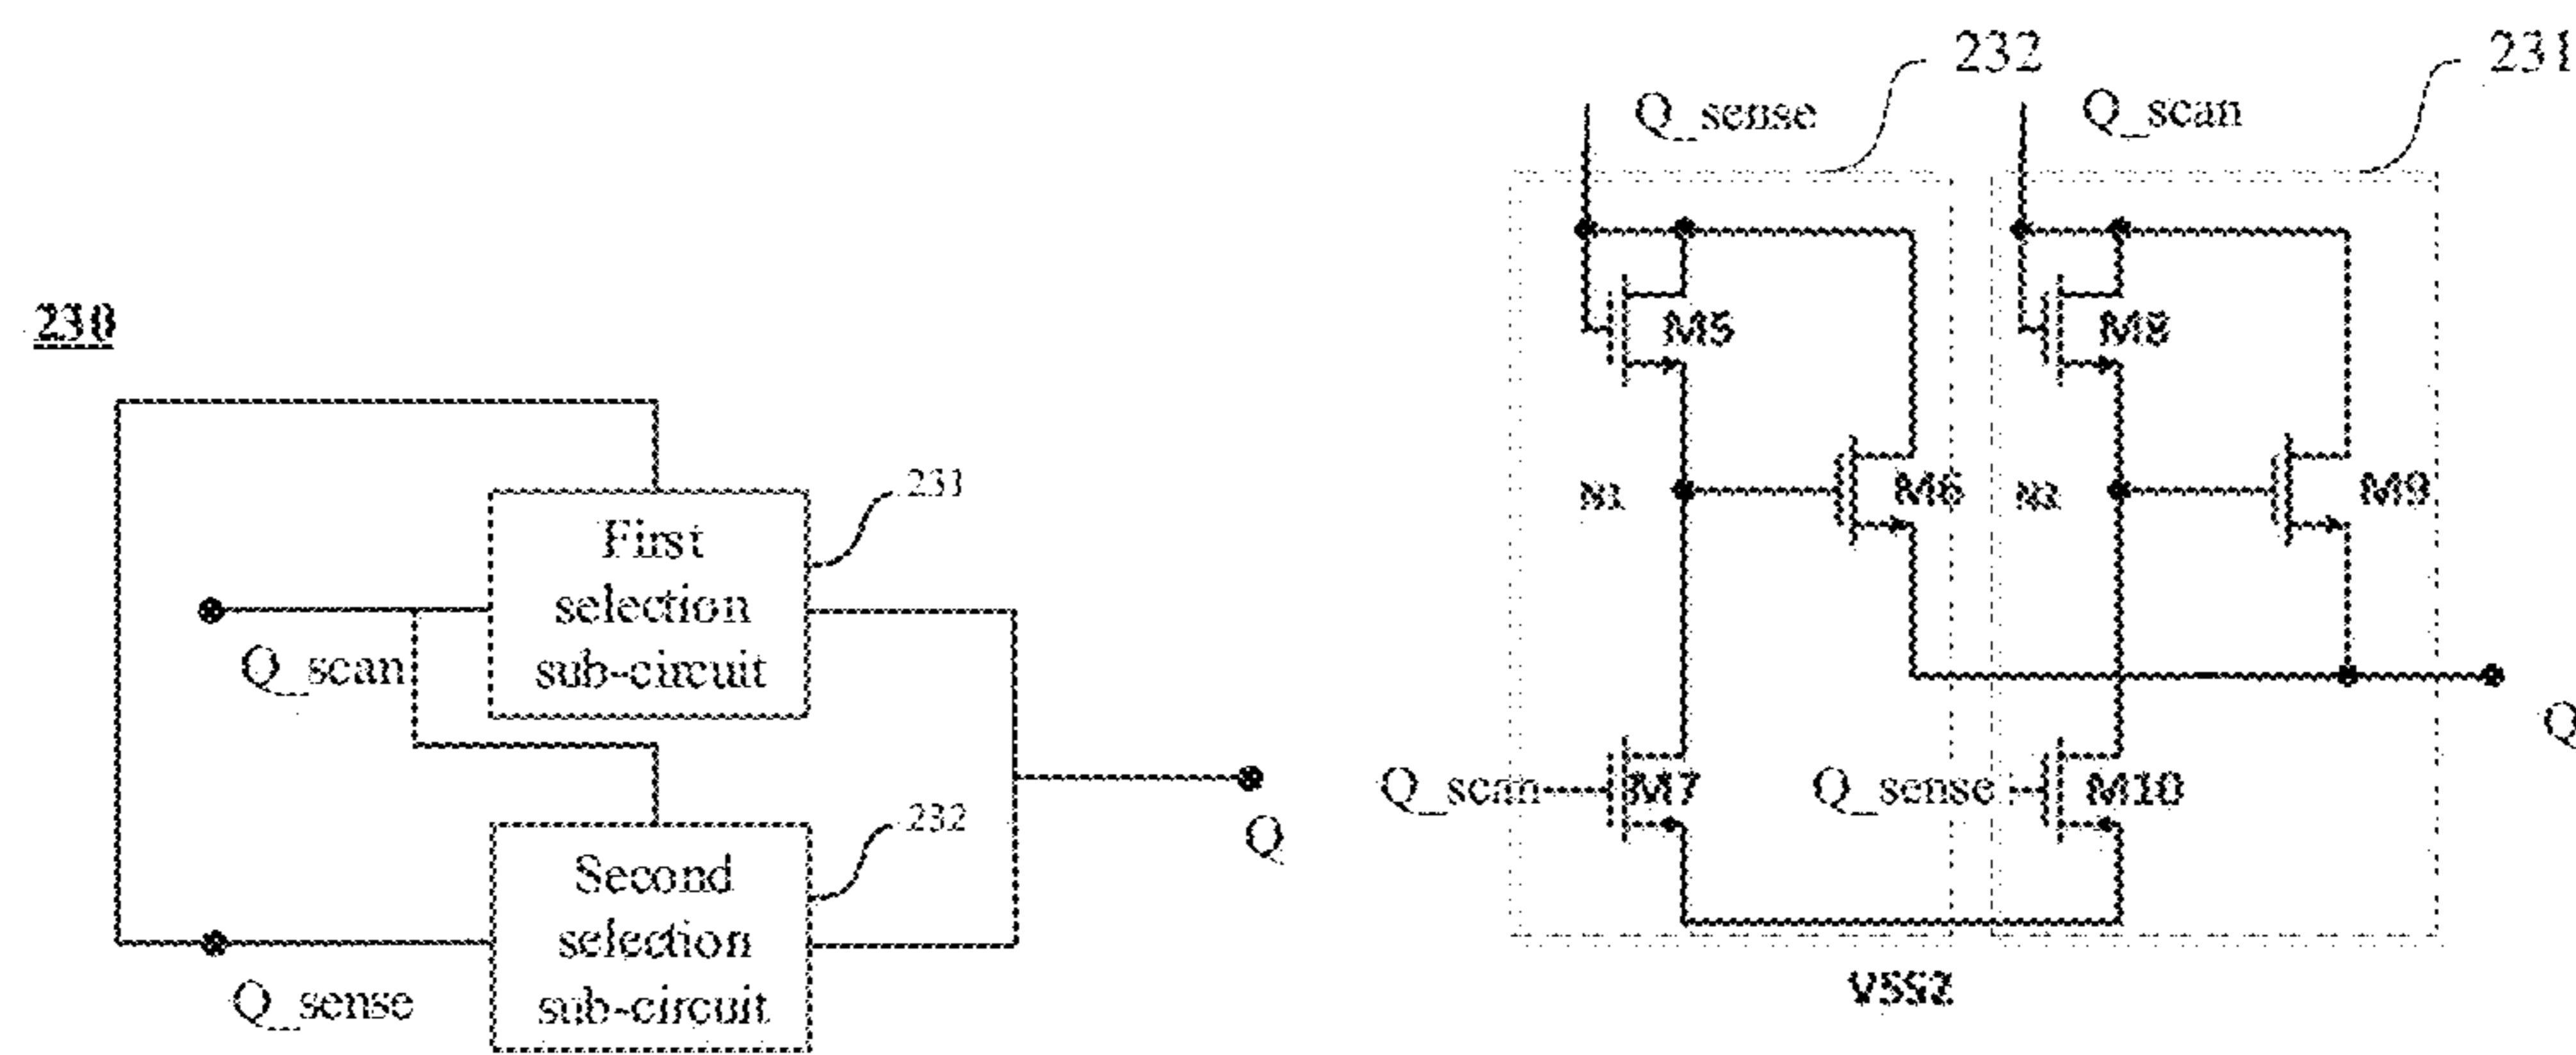 230
Q_scan
Q_sense
First
selection
sub-circuit
231
Second
selection
sub-circuit
232
Q
232
231
Q_sense
Q_scan
M5
M8
N1
M6
N2
M9
Q_scan
M7
Q_sense
M10
Q
VSS2